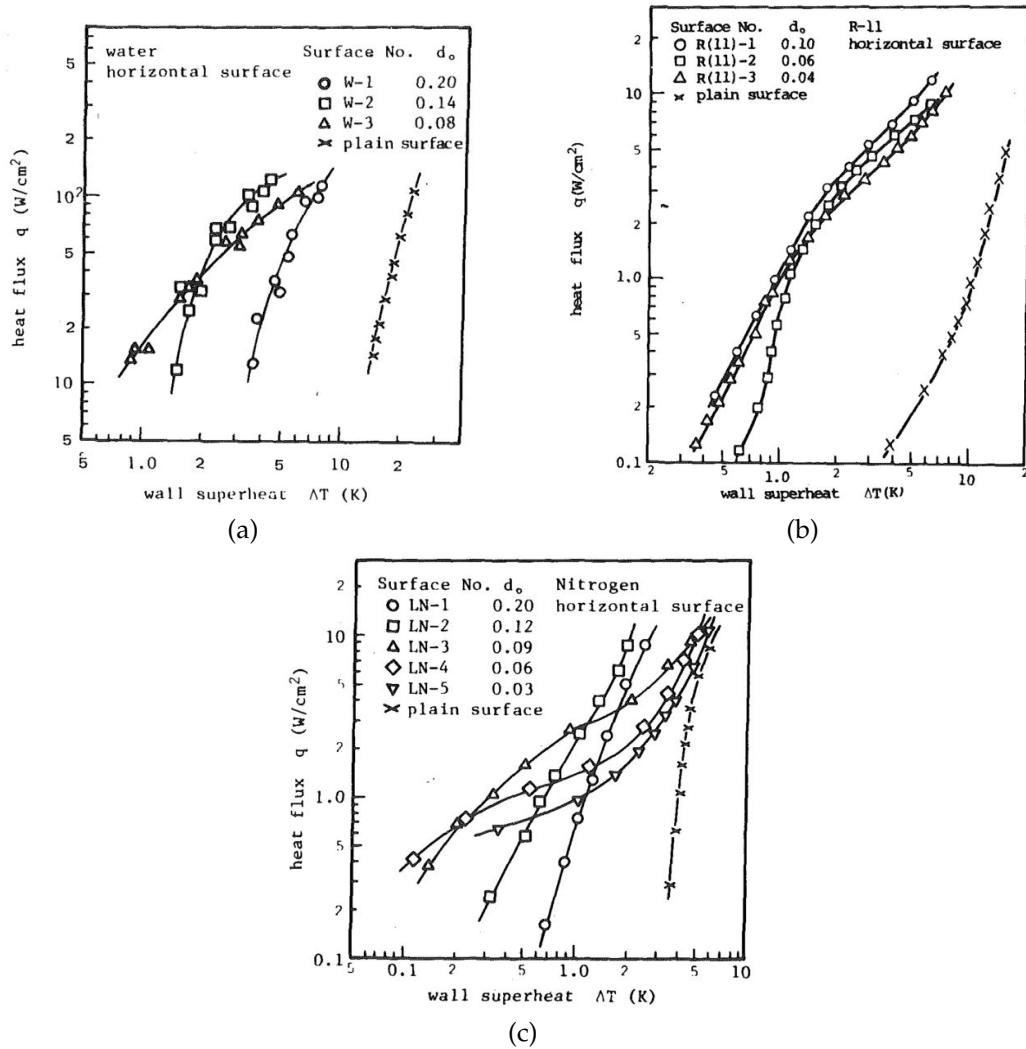 water
horizontal surface
Surface No. dₒ
W-1 0.20
W-2 0.14
W-3 0.08
plain surface
heat flux q (W/cm²)
5
2
10²
5
2
10
5
5 1.0 2 5 10 2
wall superheat ΔT (K)
(a)
Surface No. dₒ
R(11)-1 0.10
R(11)-2 0.06
R(11)-3 0.04
plain surface
R-11
horizontal surface
heat flux q(W/cm²)
2
10
5
2
1.0
5
2
0.1
2 5 1.0 2 5 10 2
wall superheat ΔT(K)
(b)
Surface No. dₒ
LN-1 0.20
LN-2 0.12
LN-3 0.09
LN-4 0.06
LN-5 0.03
plain surface
Nitrogen
horizontal surface
heat flux q (W/cm²)
2
10
5
2
1.0
5
2
0.1
5 0.1 2 5 1.0 2 5 10
wall superheat ΔT (K)
(c)